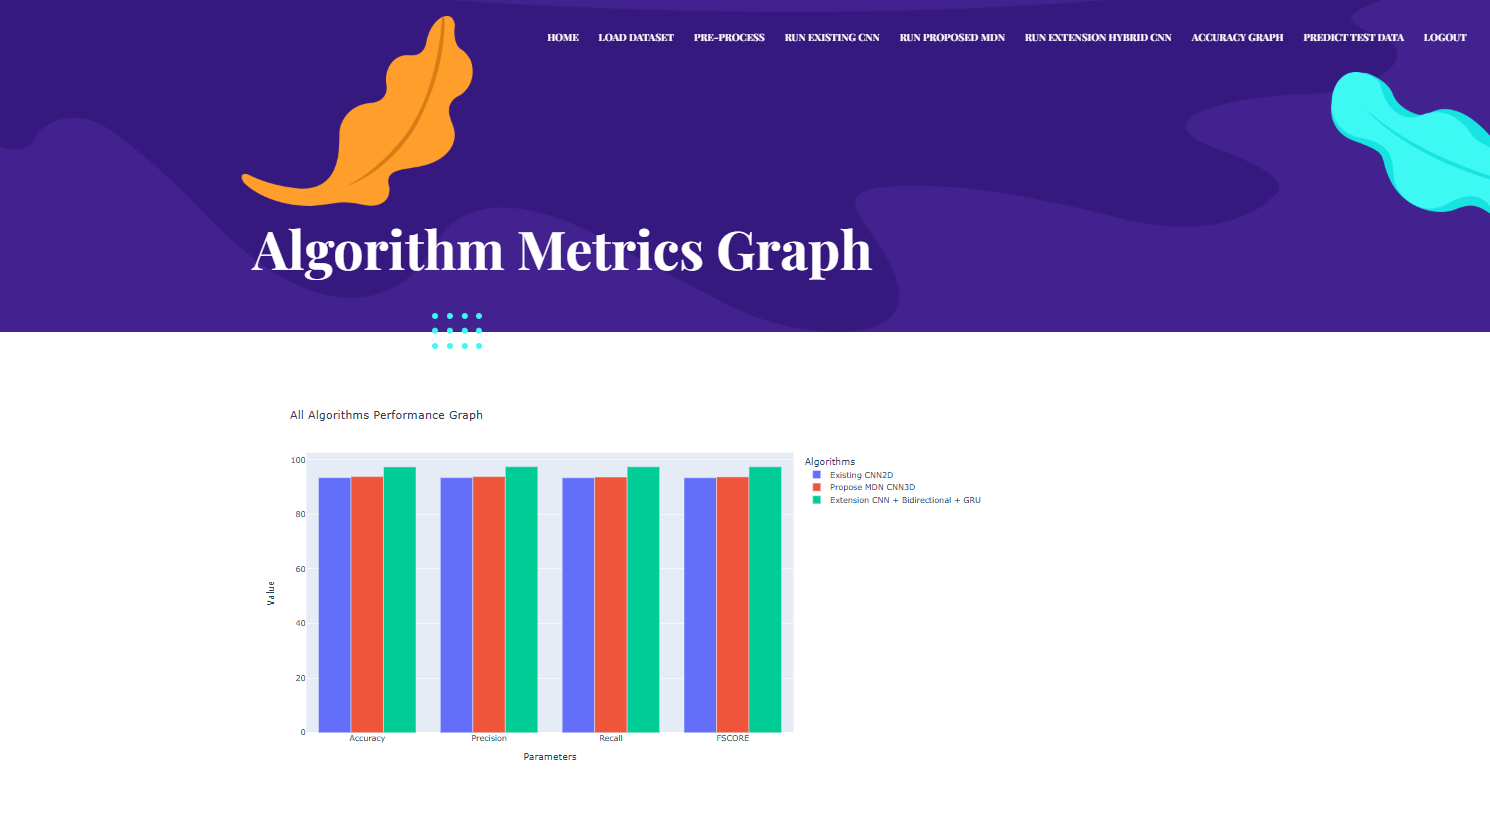 HOME LOAD DATASET PRE-PROCESS RUN EXISTING CNN RUN PROPOSED MDN RUN EXTENSION HYBRID CNN ACCURACY GRAPH PREDICT TEST DATA LOGOUT
Algorithm Metrics Graph
All Algorithms Performance Graph
100
80
60
40
20
0
Value
Accuracy Precision Recall FSCORE
Parameters
Algorithms
Existing CNN2D
Propose MDN CNN3D
Extension CNN + Bidirectional + GRU